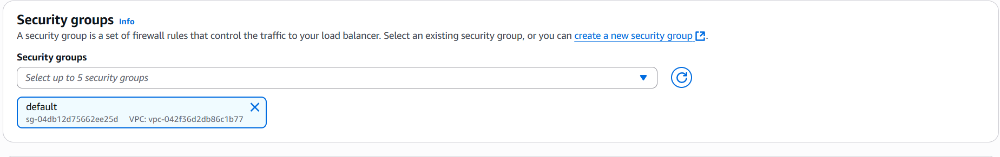 Security groups Info
A security group is a set of firewall rules that control the traffic to your load balancer. Select an existing security group, or you can create a new security group.
Security groups
Select up to 5 security groups
default
sg-04db12d75662ee25d VPC: vpc-042f36d2db86c1b77